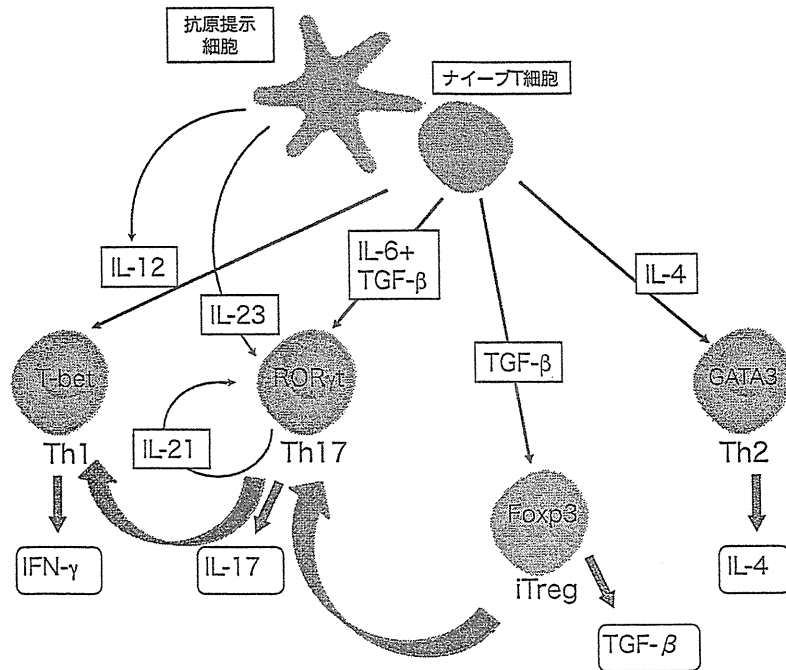 抗原提示
細胞
ナイーブT細胞
IL-12
IL-6+
TGF-β
IL-4
IL-23
TGF-β
T-bet
RORγt
GATA3
IL-21
Th1
Th17
Th2
Foxp3
iTreg
IFN-γ
IL-17
IL-4
TGF-β